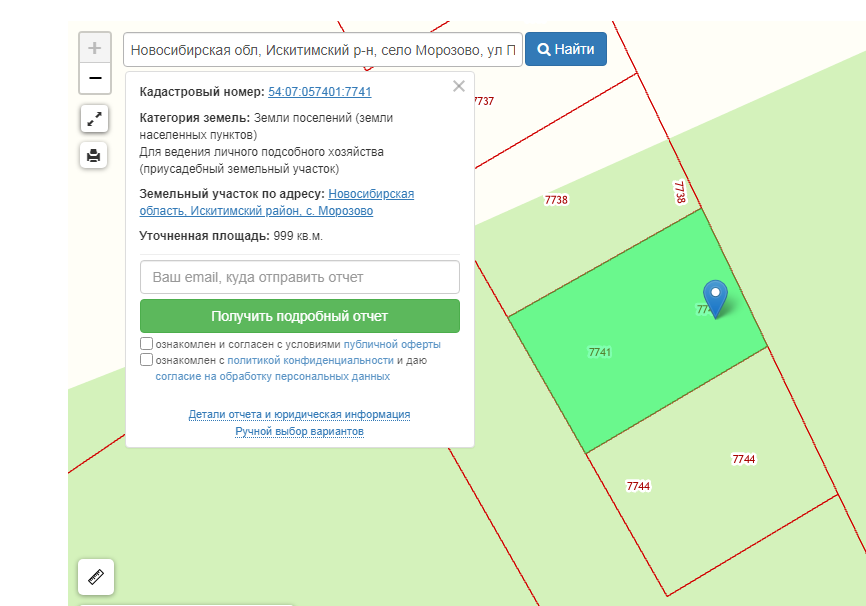 Новосибирская обл, Искитимский р-н, село Морозово, ул П
Найти
Кадастровый номер: 54:07:057401:7741
Категория земель: Земли поселений (земли
населенных пунктов)
Для ведения личного подсобного хозяйства
(приусадебный земельный участок)
Земельный участок по адресу: Новосибирская
область, Искитимский район, с. Морозово
Уточненная площадь: 999 кв.м.
Ваш email, куда отправить отчет
Получить подробный отчет
ознакомлен и согласен с условиями публичной оферты
ознакомлен с политикой конфиденциальности и даю
согласие на обработку персональных данных
Детали отчета и юридическая информация
Ручной выбор вариантов
7737
7738
7738
7741
7744
7744